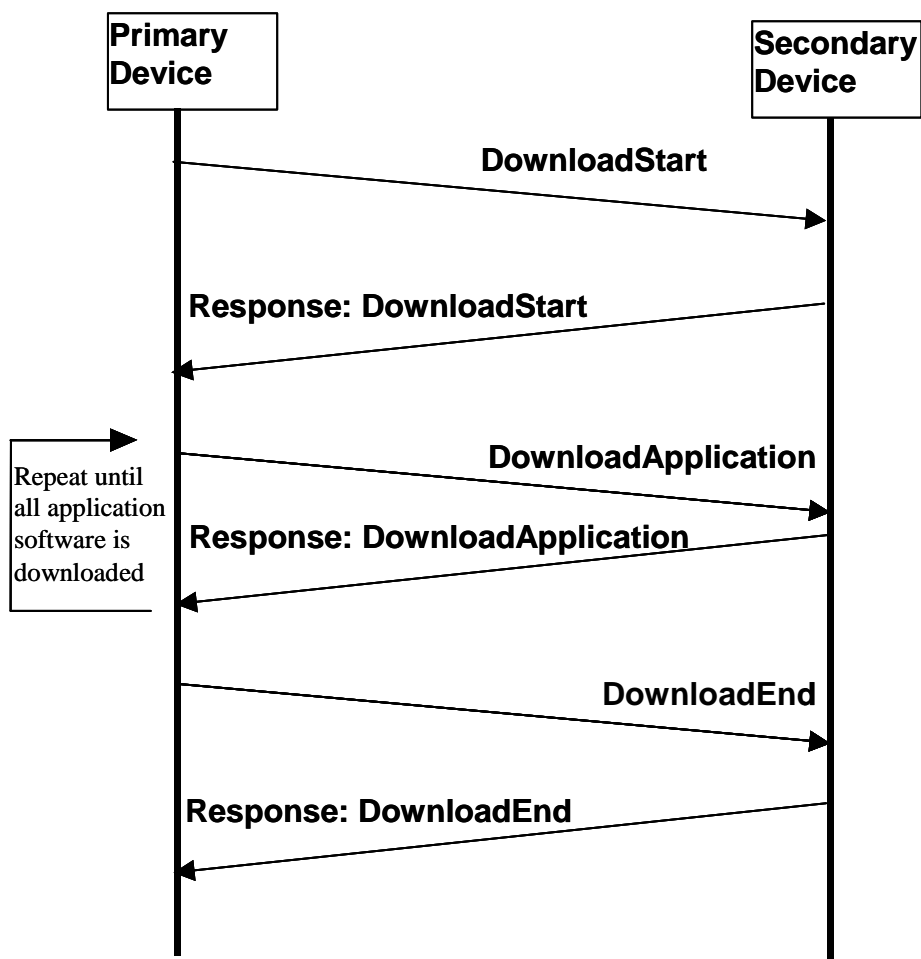 Primary
Device
Secondary
Device
DownloadStart
Response: DownloadStart
DownloadApplication
Repeat until
all application
software is
downloaded
Response: DownloadApplication
DownloadEnd
Response: DownloadEnd